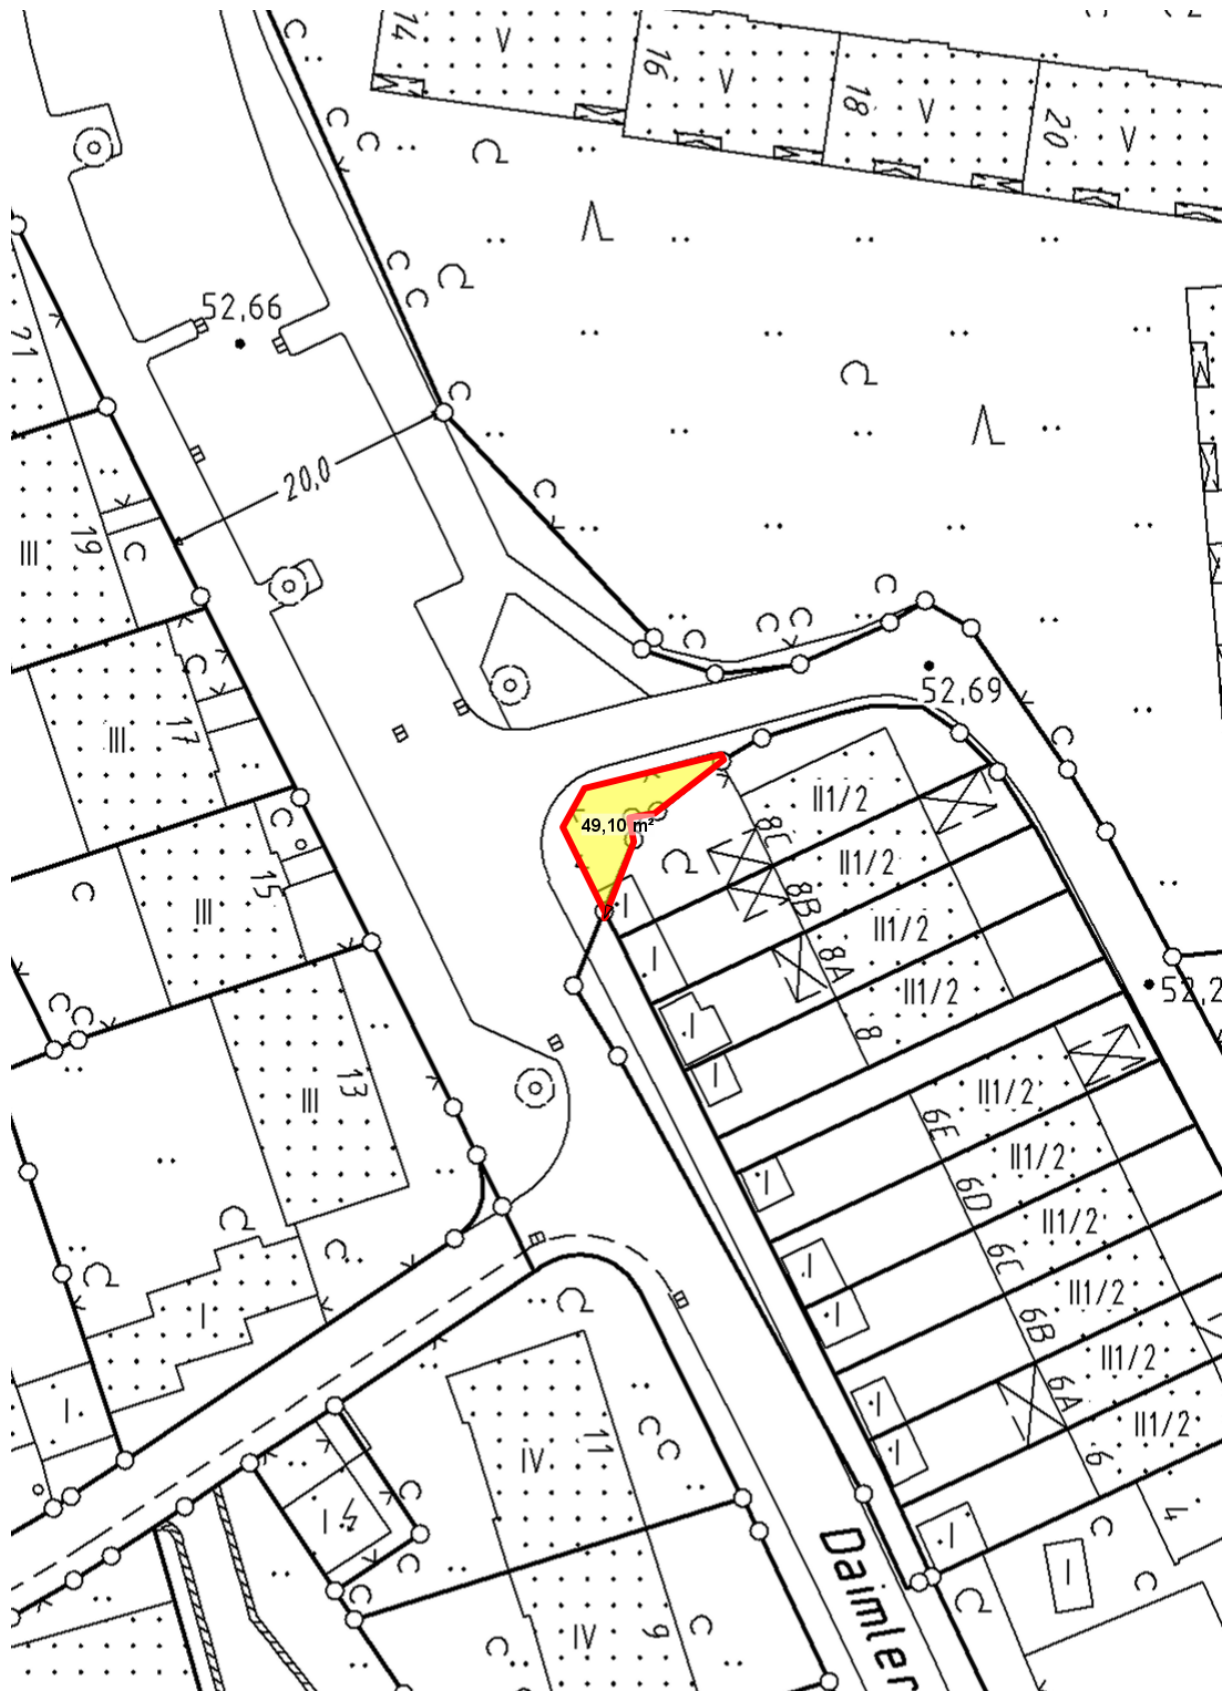 14
V
16
V
18
V
20
V
52,66
21
20,0
19
III
17
III
52,69
15
III
49,10 m²
8C
II1/2
8B
II1/2
8A
II1/2
8
II1/2
I
I
I
I
52,2
13
III
6E
II1/2
6D
II1/2
6C
II1/2
6B
II1/2
6A
II1/2
6
II1/2
I
I
I
I
I
I
I
I
11
IV
I
4
I
9
IV
Daimler